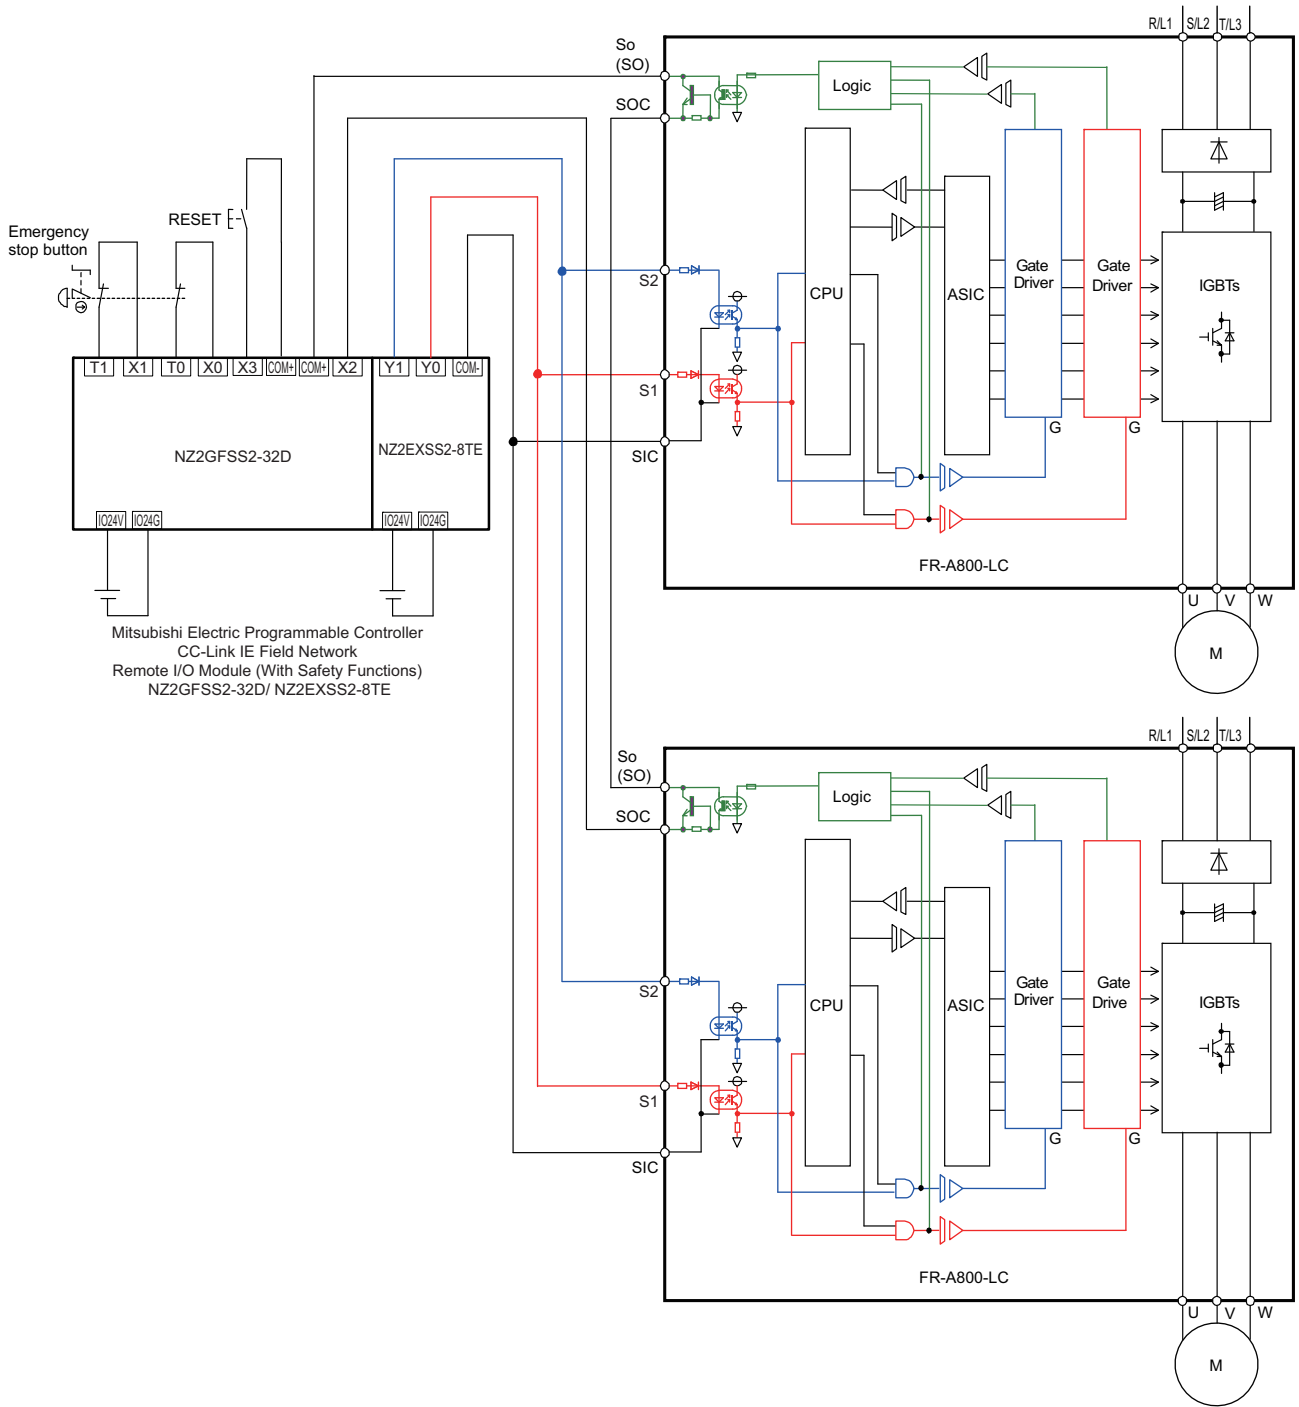 R/L1 S/L2 T/L3
So
(SO)
SOC
Logic
RESET
Emergency
stop button
S2
CPU
ASIC
Gate
Driver
Gate
Driver
IGBTs
T1 X1 T0 X0 X3 COM+ COM+ X2 Y1 Y0 COM-
S1
G G
NZ2GFSS2-32D
NZ2EXSS2-8TE
SIC
IO24V IO24G IO24V IO24G
FR-A800-LC
U V W
M
Mitsubishi Electric Programmable Controller
CC-Link IE Field Network
Remote I/O Module (With Safety Functions)
NZ2GFSS2-32D/ NZ2EXSS2-8TE
R/L1 S/L2 T/L3
So
(SO)
SOC
Logic
S2
CPU
ASIC
Gate
Driver
Gate
Drive
IGBTs
S1
G G
SIC
FR-A800-LC
U V W
M